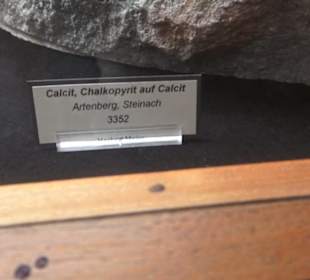 Calcit, Chalkopyrit auf Calcit
Artenberg, Steinach
3352